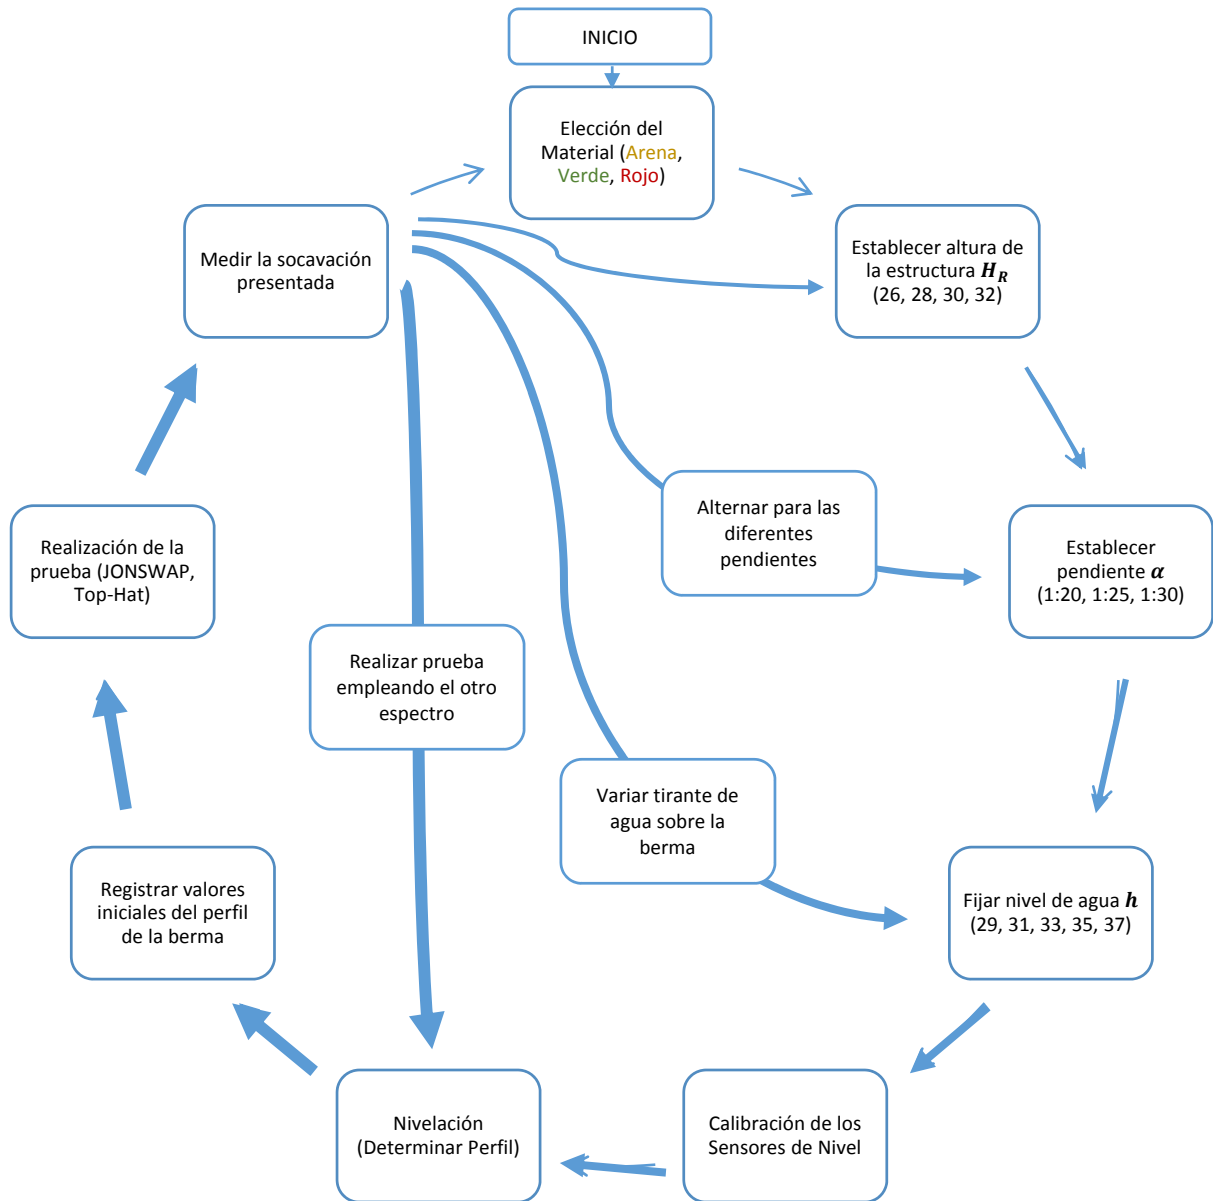 INICIO
Elección del
Material (Arena,
Verde, Rojo)
Medir la socavación
presentada
Establecer altura de
la estructura H_R
(26, 28, 30, 32)
Realización de la
prueba (JONSWAP,
Top-Hat)
Alternar para las
diferentes
pendientes
Establecer
pendiente α
(1:20, 1:25, 1:30)
Realizar prueba
empleando el otro
espectro
Variar tirante de
agua sobre la
berma
Registrar valores
iniciales del perfil
de la berma
Fijar nivel de agua h
(29, 31, 33, 35, 37)
Nivelación
(Determinar Perfil)
Calibración de los
Sensores de Nivel